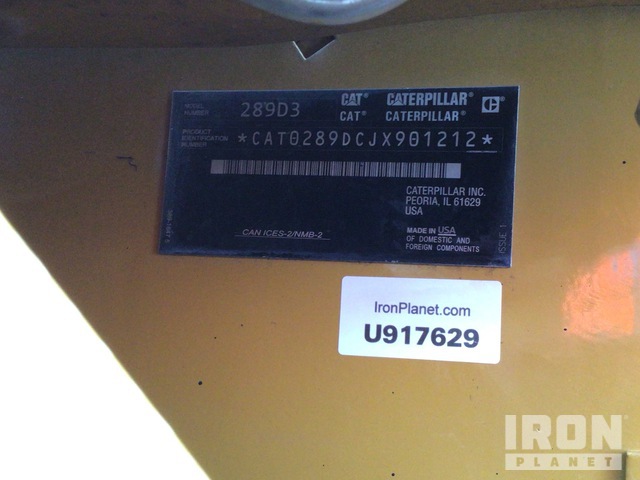 MODEL NUMBER 289D3 CAT® CATERPILLAR® C
CAT® CATERPILLAR®
PRODUCT IDENTIFICATION NUMBER *CAT0289DCJX901212*
CATERPILLAR INC.
PEORIA, IL 61629
USA
CAN ICES-2/NMB-2
MADE IN USA
OF DOMESTIC AND
FOREIGN COMPONENTS
ISSUE 1
IronPlanet.com
U917629
IRON
PLANET